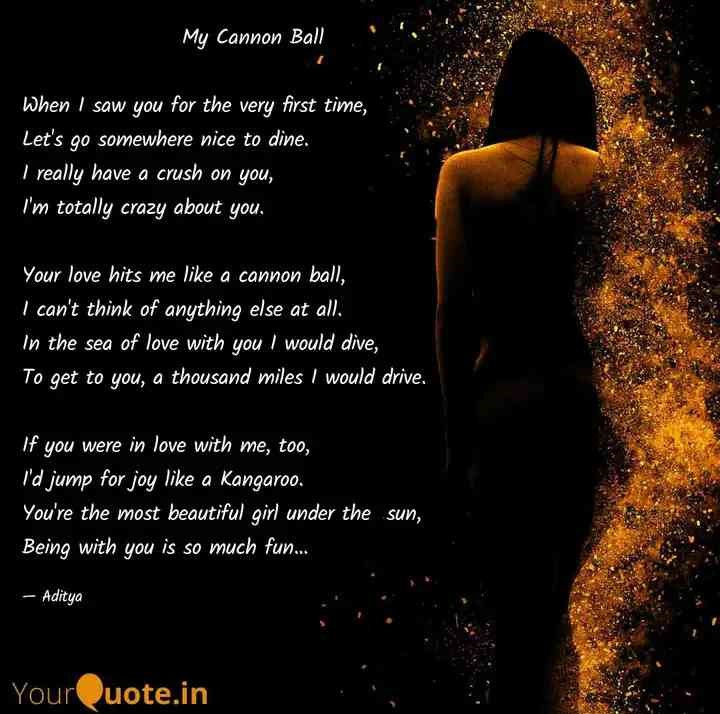 My Cannon Ball
When I saw you for the very first time,
Let's go somewhere nice to dine.
I really have a crush on you,
I'm totally crazy about you.
Your love hits me like a cannon ball,
I can't think of anything else at all.
In the sea of love with you I would dive,
To get to you, a thousand miles I would drive.
If you were in love with me, too,
I'd jump for joy like a Kangaroo.
You're the most beautiful girl under the sun,
Being with you is so much fun...
— Aditya
YourQuote.in